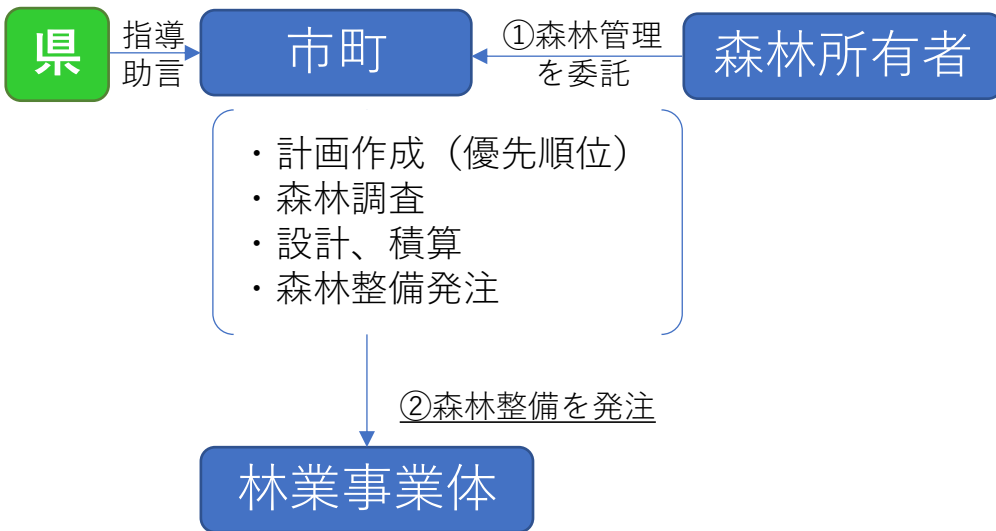 県
指導
助言
市町
①森林管理
を委託
森林所有者
・計画作成（優先順位）
・森林調査
・設計、積算
・森林整備発注
②森林整備を発注
林業事業体